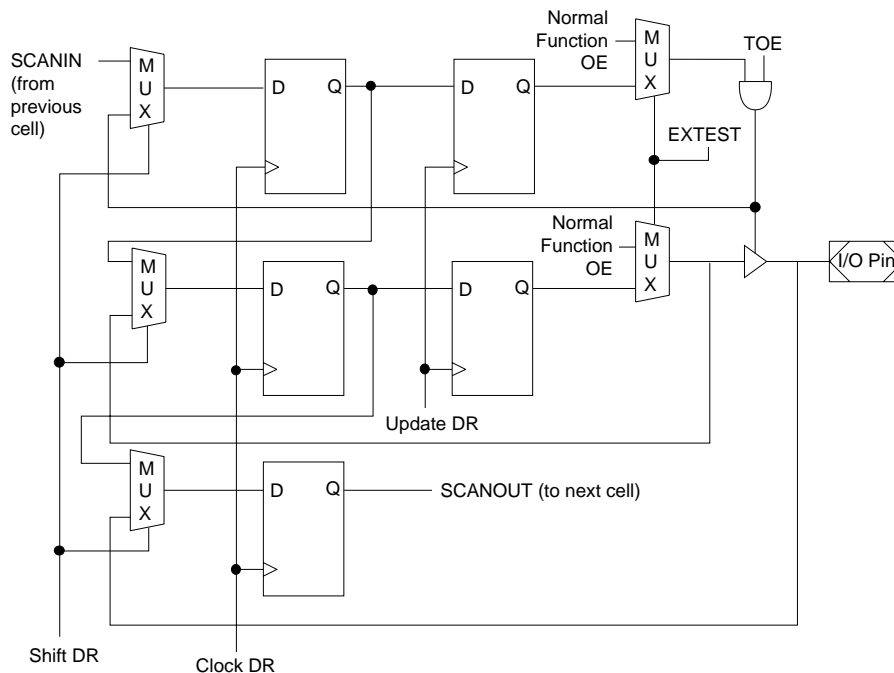 SCANIN
(from
previous
cell)
M
U
X
D
Q
D
Q
Normal
Function
OE
M
U
X
TOE
EXTEST
M
U
X
D
Q
D
Q
Normal
Function
OE
M
U
X
I/O Pin
Update DR
M
U
X
D
Q
SCANOUT (to next cell)
Shift DR
Clock DR